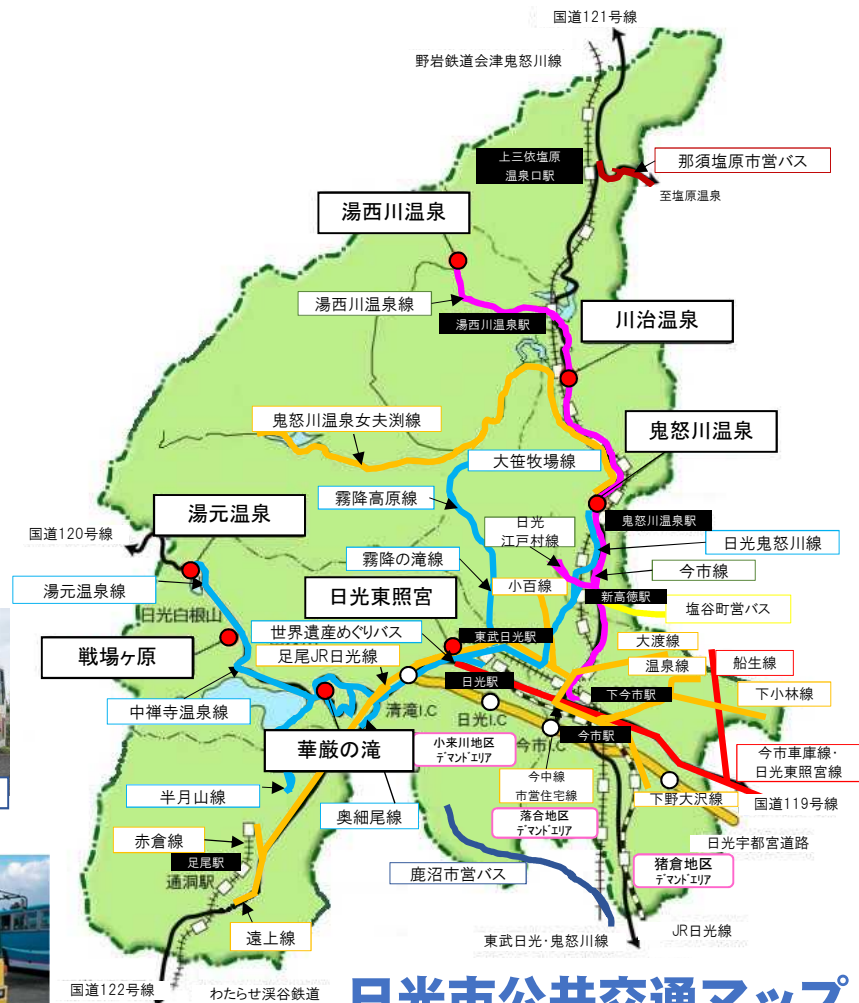 国道121号線
野岩鉄道会津鬼怒川線
上三依塩原
温泉口駅
那須塩原市営バス
至塩原温泉
湯西川温泉
湯西川温泉線
湯西川温泉駅
川治温泉
鬼怒川温泉女夫渕線
鬼怒川温泉
大笹牧場線
霧降高原線
湯元温泉
国道120号線
日光
江戸村線
鬼怒川温泉駅
日光鬼怒川線
霧降の滝線
今市線
湯元温泉線
小百線
新高徳駅
塩谷町営バス
日光白根山
日光東照宮
世界遺産めぐりバス
東武日光駅
大渡線
戦場ヶ原
足尾JR日光線
温泉線
船生線
日光駅
下今市駅
下小林線
中禅寺温泉線
清滝I.C
日光I.C
今市駅
今市I.C
華厳の滝
小来川地区
デマンドエリア
今市車庫線・
日光東照宮線
今中線
市営住宅線
下野大沢線
国道119号線
半月山線
奥細尾線
落合地区
デマンドエリア
日光宇都宮道路
赤倉線
足尾駅
通洞駅
鹿沼市営バス
猪倉地区
デマンドエリア
遠上線
東武日光・鬼怒川線
JR日光線
国道122号線
わたらせ渓谷鉄道
日光市公共交通マップ